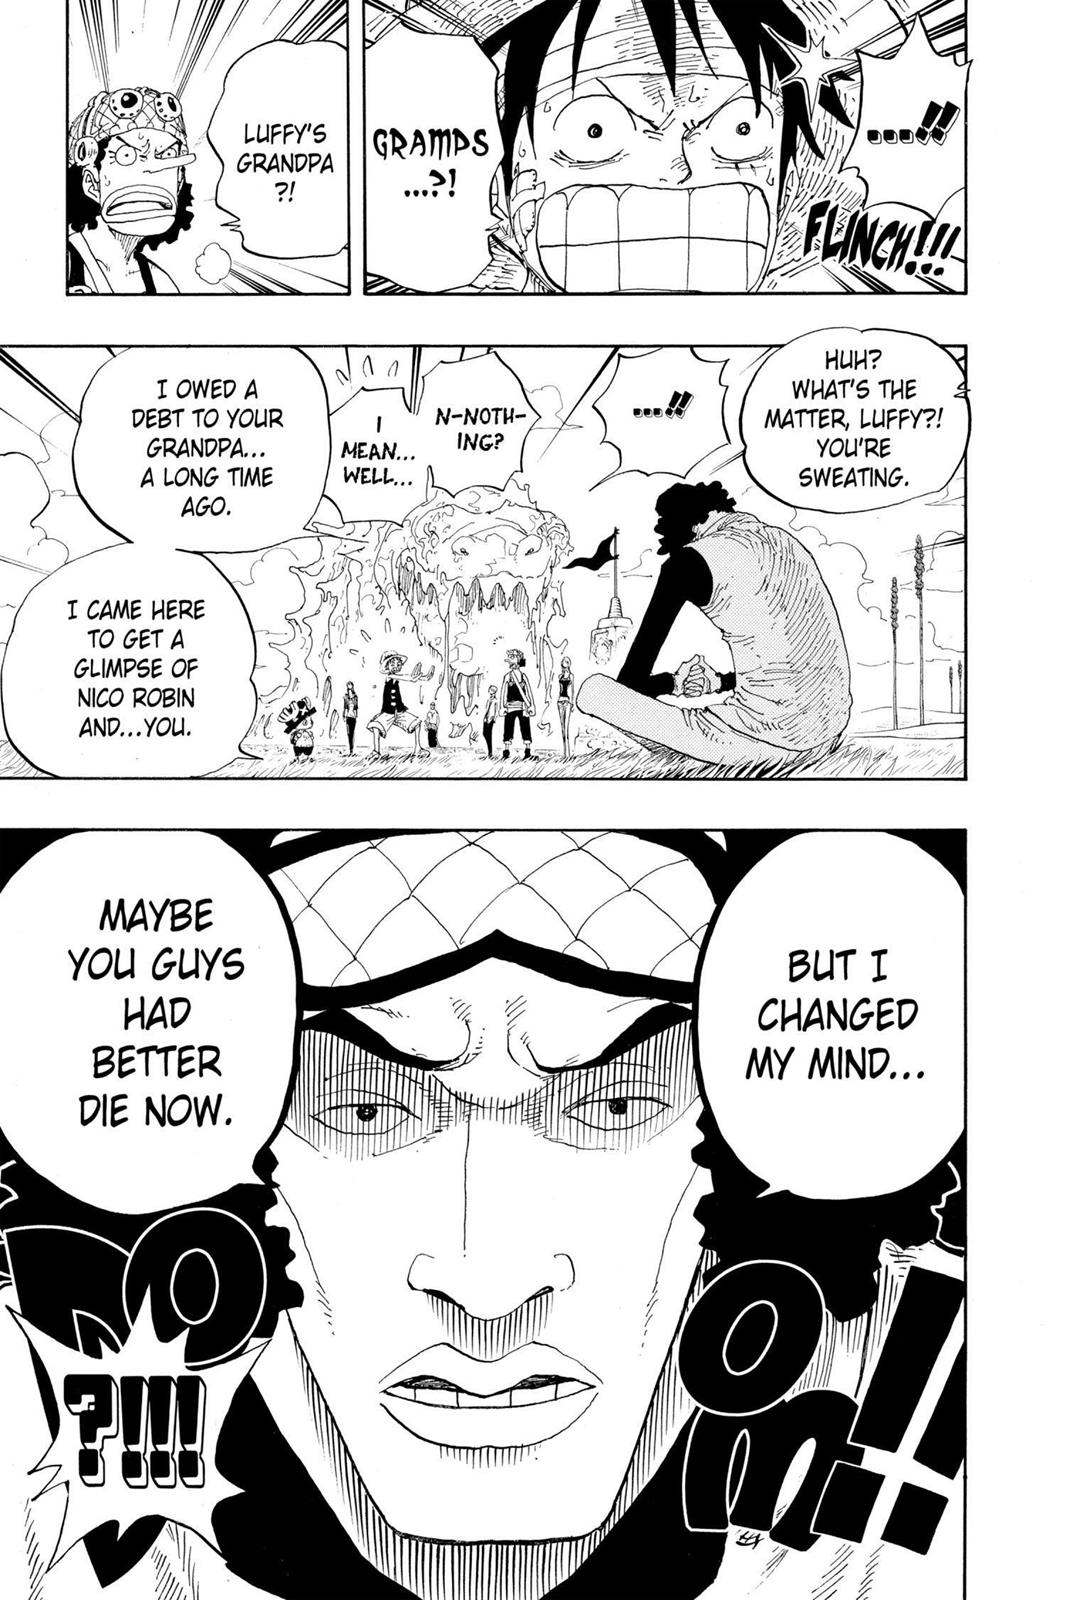 ....!!
FLINCH!!!
GRAMPS
...?!
LUFFY'S
GRANDPA
?!
HUH?
WHAT'S THE
MATTER, LUFFY?!
YOU'RE
SWEATING.
....!!
N-NOTH-
ING?
I
MEAN...
WELL...
I OWED A
DEBT TO YOUR
GRANDPA...
A LONG TIME
AGO.
I CAME HERE
TO GET A
GLIMPSE OF
NICO ROBIN
AND...YOU.
BUT I
CHANGED
MY MIND...
MAYBE
YOU GUYS
HAD
BETTER
DIE NOW.
DOOM!!
?!!!